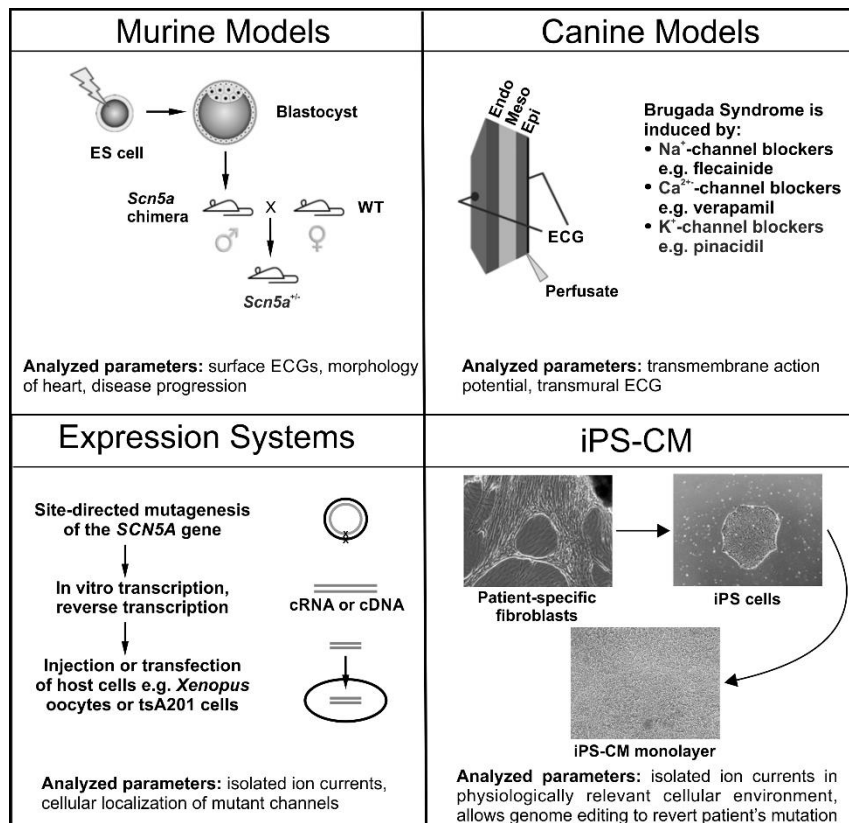 Murine Models
ES cell
Blastocyst
Scn5a
chimera
X
WT
♂
♀
Scn5a+/-
Analyzed parameters: surface ECGs, morphology
of heart, disease progression
Canine Models
Endo
Meso
Epi
ECG
Perfusate
Brugada Syndrome is
induced by:
• Na+-channel blockers
e.g. flecainide
• Ca2+-channel blockers
e.g. verapamil
• K+-channel blockers
e.g. pinacidil
Analyzed parameters: transmembrane action
potential, transmural ECG
Expression Systems
Site-directed mutagenesis
of the SCN5A gene
x
x
In vitro transcription,
reverse transcription
cRNA or cDNA
Injection or transfection
of host cells e.g. Xenopus
oocytes or tsA201 cells
Analyzed parameters: isolated ion currents,
cellular localization of mutant channels
iPS-CM
Patient-specific
fibroblasts
iPS cells
iPS-CM monolayer
Analyzed parameters: isolated ion currents in
physiologically relevant cellular environment,
allows genome editing to revert patient's mutation